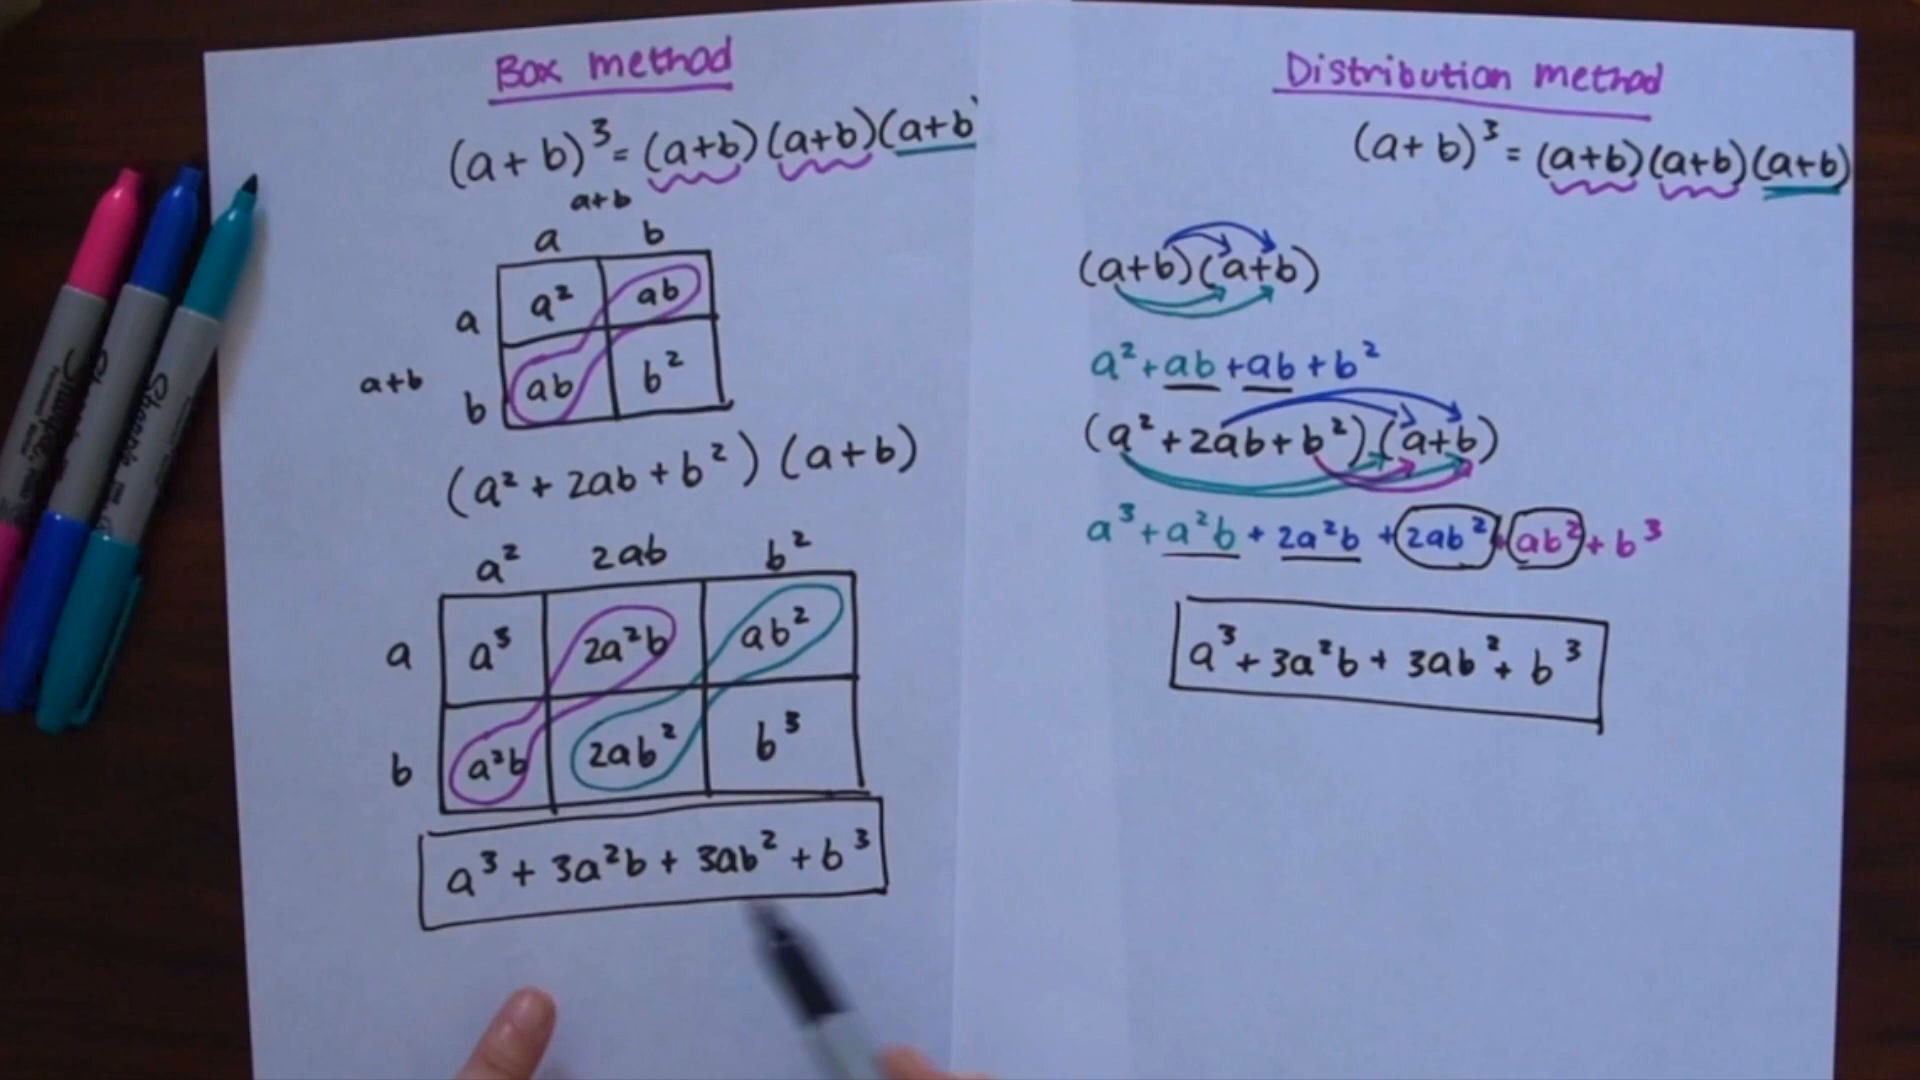 Box method
(a+b)³ = (a+b)(a+b)(a+b)
a+b
a b
a a² ab
a+b
b ab b²
(a² + 2ab + b²)(a+b)
a² 2ab b²
a a³ 2a²b ab²
b a²b 2ab² b³
a³ + 3a²b + 3ab² + b³
Distribution method
(a+b)³ = (a+b)(a+b)(a+b)
(a+b)(a+b)
a² + ab + ab + b²
(a² + 2ab + b²)(a+b)
a³ + a²b + 2a²b + 2ab² + ab² + b³
a³ + 3a²b + 3ab² + b³
Sharpie